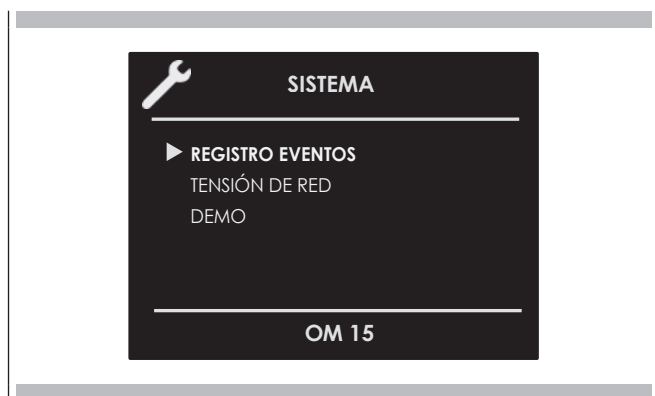 SISTEMA
REGISTRO EVENTOS
TENSIÓN DE RED
DEMO
OM 15